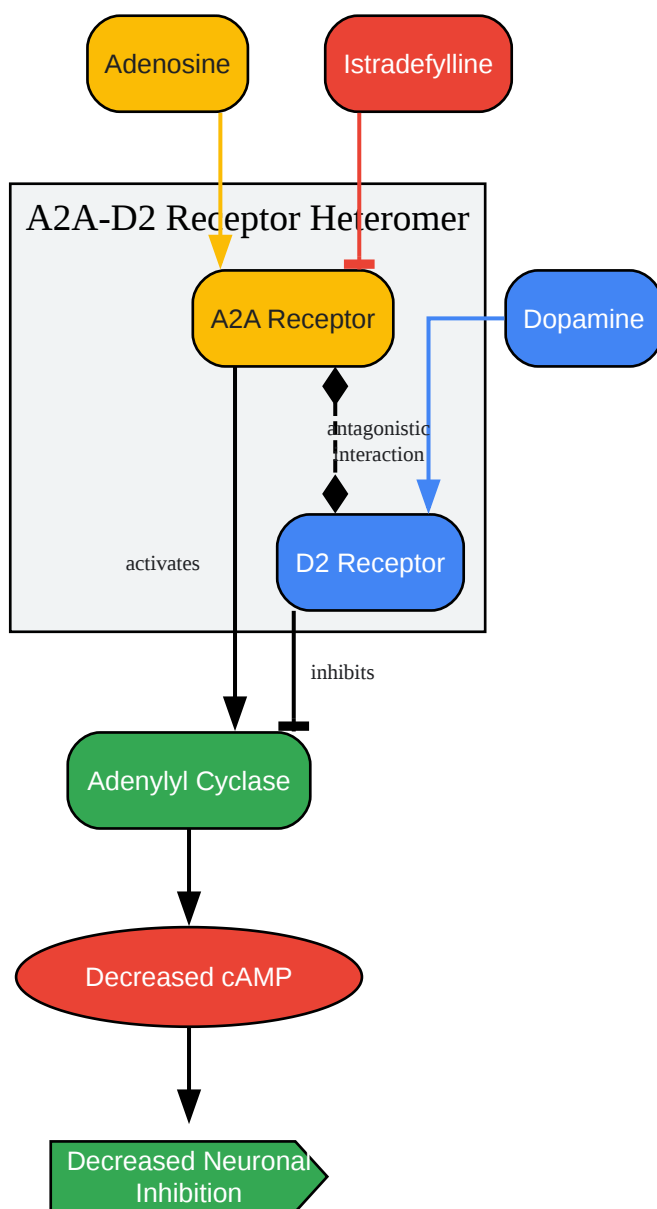 Adenosine
Istradefylline
A2A-D2 Receptor Heteromer
A2A Receptor
Dopamine
antagonistic
interaction
D2 Receptor
activates
inhibits
Adenylyl Cyclase
Decreased cAMP
Decreased Neuronal
Inhibition